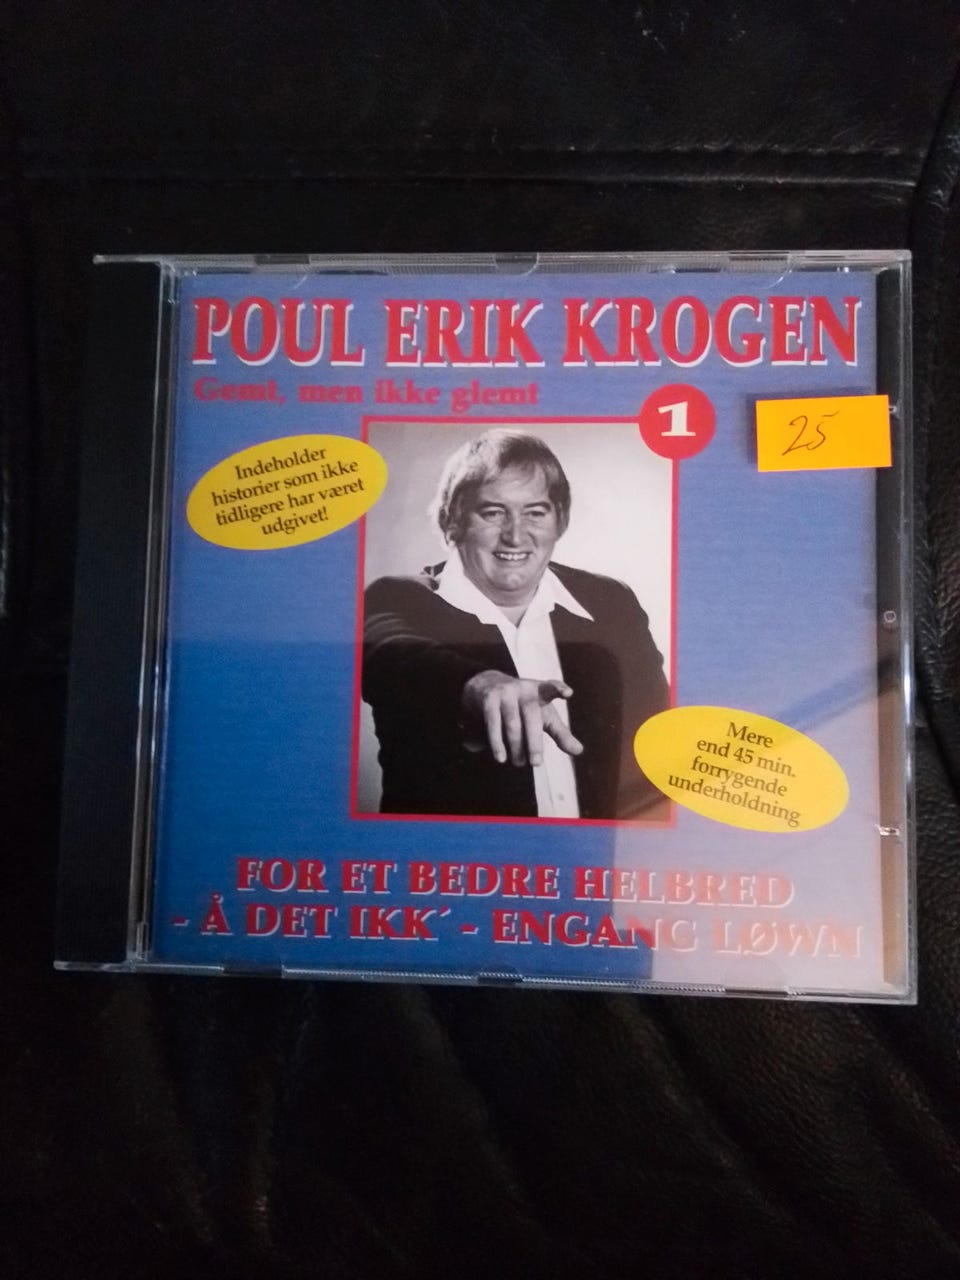 POUL ERIK KROGEN
Gemt, men ikke glemt
1
25
Indeholder
historier som ikke
tidligere har været
udgivet!
Mere
end 45 min.
forrygende
underholdning
FOR ET BEDRE HELBRED
- Å DET IKK´ - ENGANG LØWN